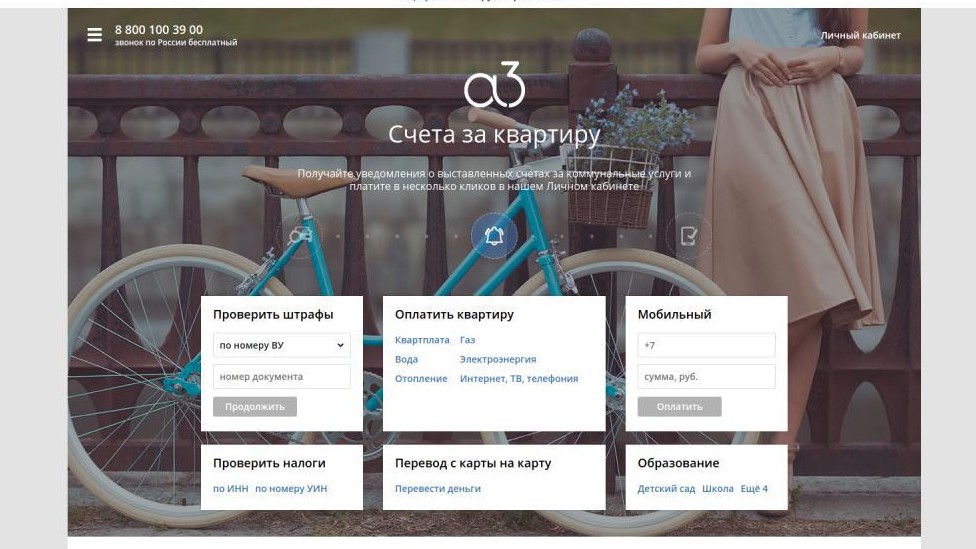 8 800 100 39 00
звонок по России бесплатный
Личный кабинет
а3
Счета за квартиру
Получайте уведомления о выставленных счетах за коммунальные услуги и
платите в несколько кликов в нашем Личном кабинете
Проверить штрафы
по номеру ВУ
номер документа
Продолжить
Оплатить квартиру
Квартплата Газ
Вода Электроэнергия
Отопление Интернет, ТВ, телефония
Мобильный
+7
сумма, руб.
Оплатить
Проверить налоги
по ИНН по номеру УИН
Перевод с карты на карту
Перевести деньги
Образование
Детский сад Школа Ещё 4